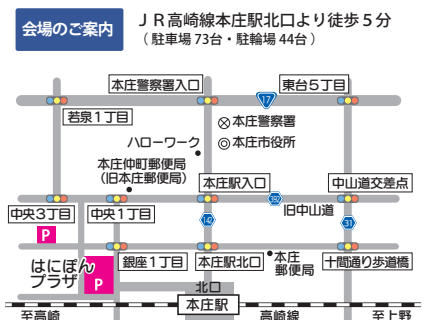 会場のご案内
JR高崎線本庄駅北口より徒歩5分
(駐車場 73台・駐輪場 44台)
本庄警察署入口
東台5丁目
17
若泉1丁目
本庄警察署
本庄市役所
ハローワーク
本庄仲町郵便局
(旧本庄郵便局)
本庄駅入口
中山道交差点
392
旧中山道
中央3丁目
中央1丁目
142
31
P
はにぽん
プラザ
P
銀座1丁目
本庄駅北口
本庄
郵便局
十間通り歩道橋
北口
本庄駅
至高崎
高崎線
至上野